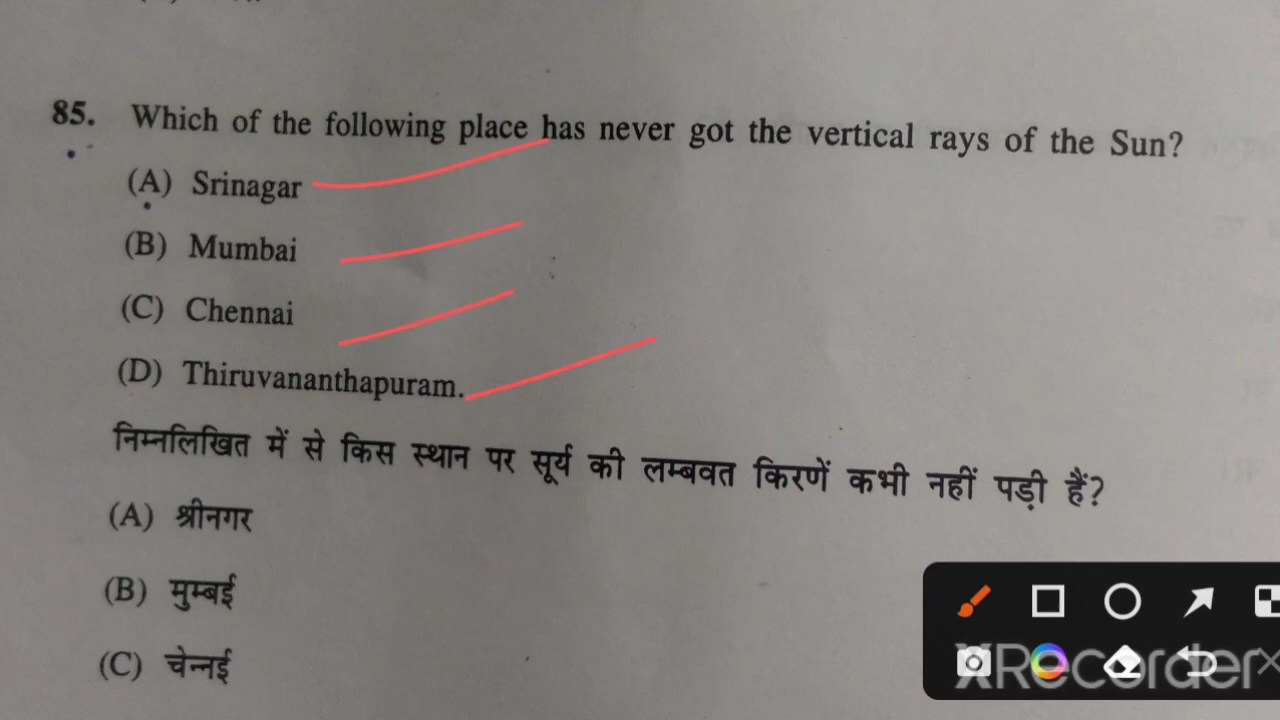 85. Which of the following place has never got the vertical rays of the Sun?
(A) Srinagar
(B) Mumbai
(C) Chennai
(D) Thiruvananthapuram.
निम्नलिखित में से किस स्थान पर सूर्य की लम्बवत किरणें कभी नहीं पड़ी हैं?
(A) श्रीनगर
(B) मुम्बई
(C) चेन्नई
XRecorder